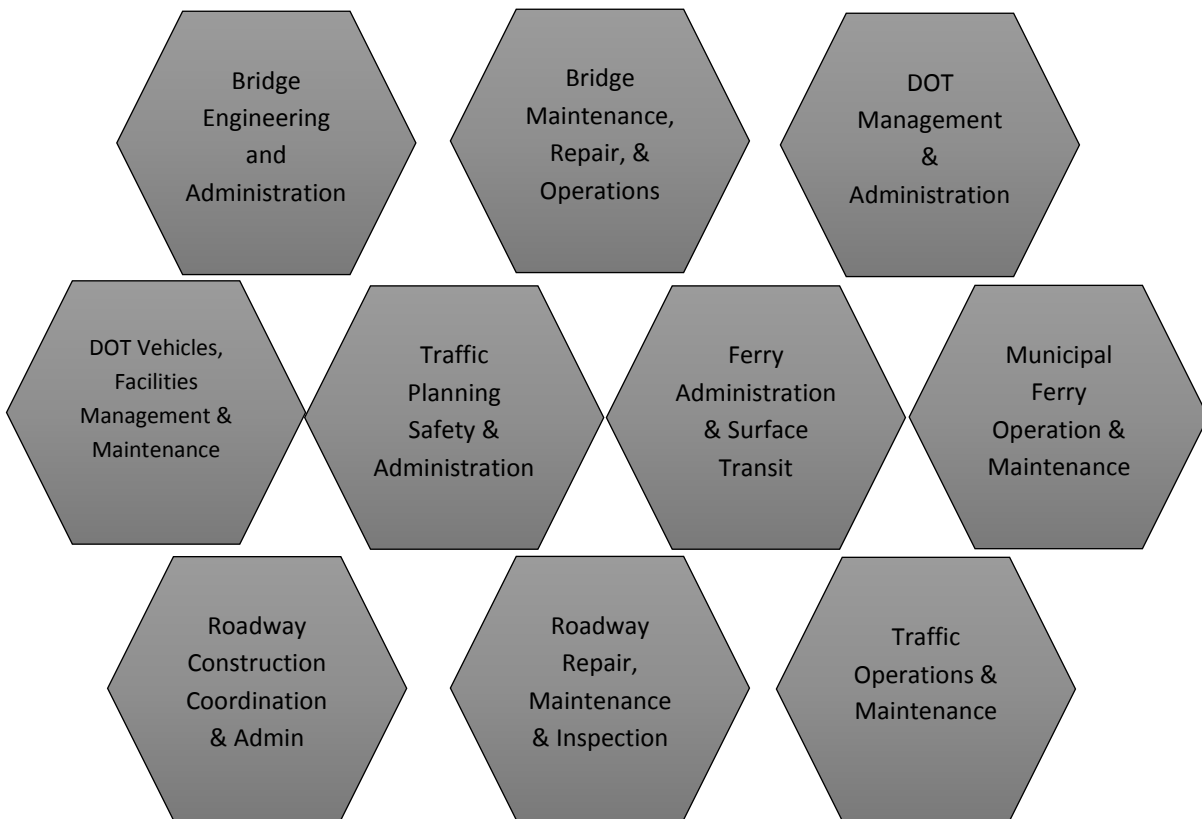 Bridge
Engineering
and
Administration
Bridge
Maintenance,
Repair, &
Operations
DOT
Management
&
Administration
DOT Vehicles,
Facilities
Management &
Maintenance
Traffic
Planning
Safety &
Administration
Ferry
Administration
& Surface
Transit
Municipal
Ferry
Operation &
Maintenance
Roadway
Construction
Coordination
& Admin
Roadway
Repair,
Maintenance
& Inspection
Traffic
Operations &
Maintenance